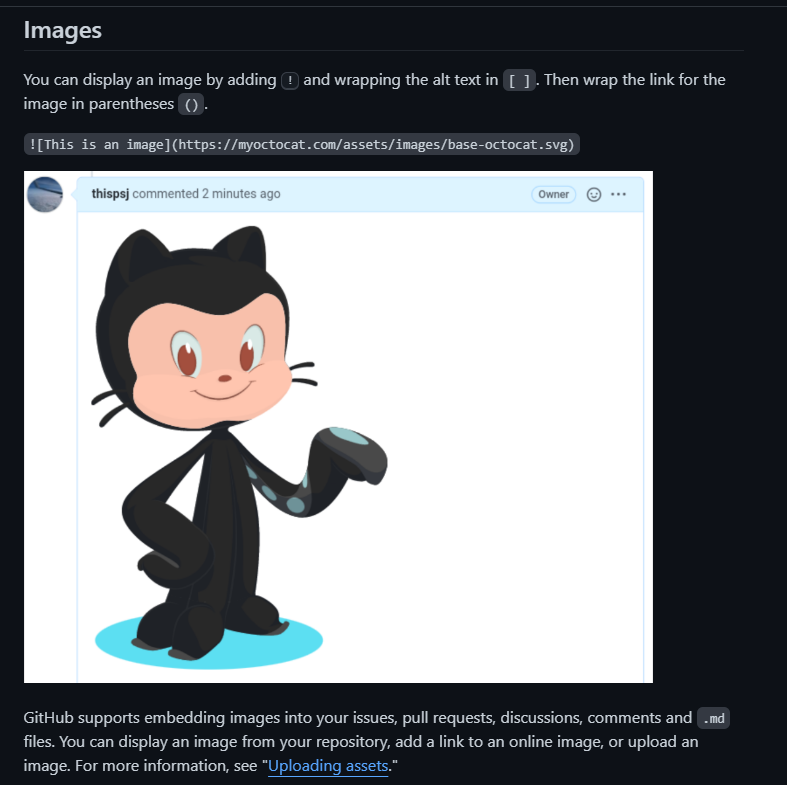 Images
You can display an image by adding ! and wrapping the alt text in [ ]. Then wrap the link for the
image in parentheses ().
![This is an image](https://myoctocat.com/assets/images/base-octocat.svg)
thispsj commented 2 minutes ago Owner
GitHub supports embedding images into your issues, pull requests, discussions, comments and .md
files. You can display an image from your repository, add a link to an online image, or upload an
image. For more information, see "Uploading assets."